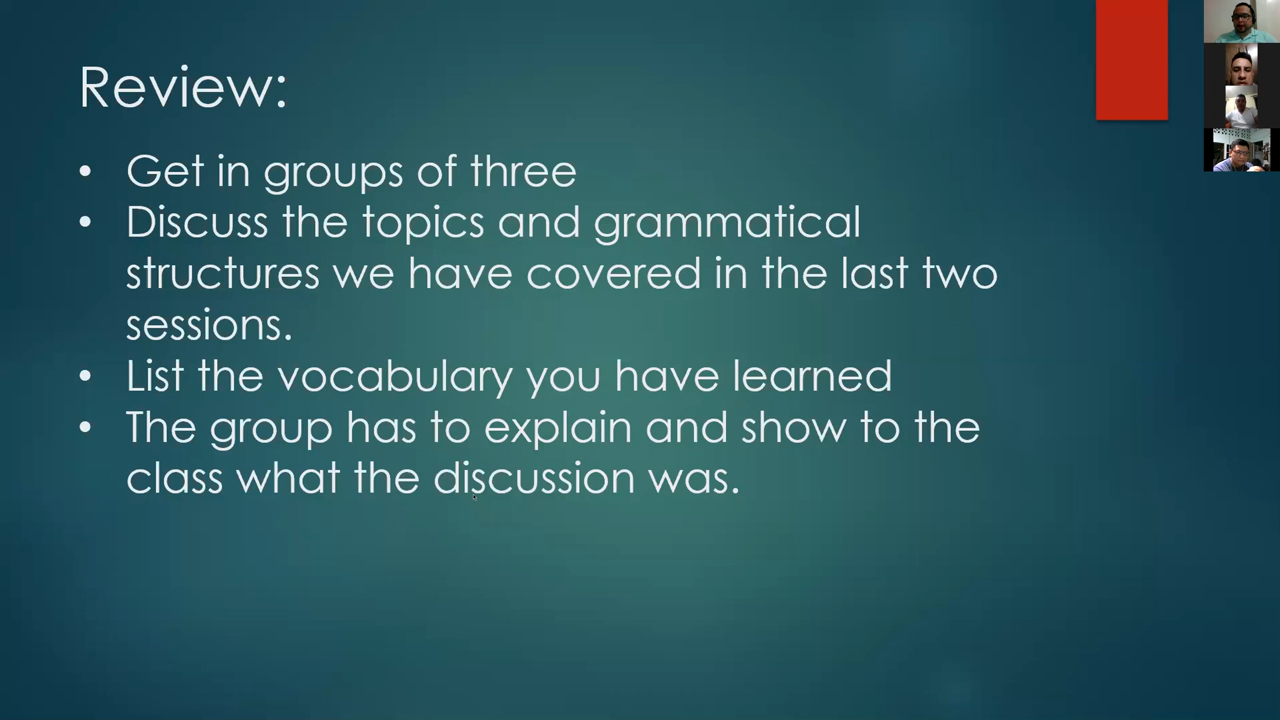 Review:
• Get in groups of three
• Discuss the topics and grammatical
structures we have covered in the last two
sessions.
• List the vocabulary you have learned
• The group has to explain and show to the
class what the discussion was.